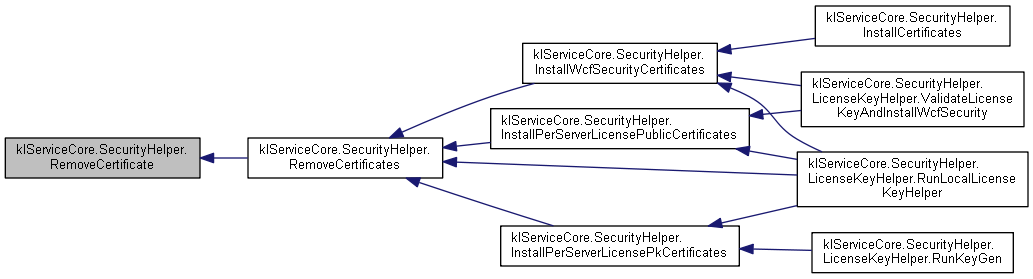 klServiceCore.SecurityHelper.
RemoveCertificate
klServiceCore.SecurityHelper.
RemoveCertificates
klServiceCore.SecurityHelper.
InstallWcfSecurityCertificates
klServiceCore.SecurityHelper.
InstallPerServerLicensePublicCertificates
klServiceCore.SecurityHelper.
InstallPerServerLicensePkCertificates
klServiceCore.SecurityHelper.
InstallCertificates
klServiceCore.SecurityHelper.
LicenseKeyHelper.ValidateLicense
KeyAndInstallWcfSecurity
klServiceCore.SecurityHelper.
LicenseKeyHelper.RunLocalLicense
KeyHelper
klServiceCore.SecurityHelper.
LicenseKeyHelper.RunKeyGen